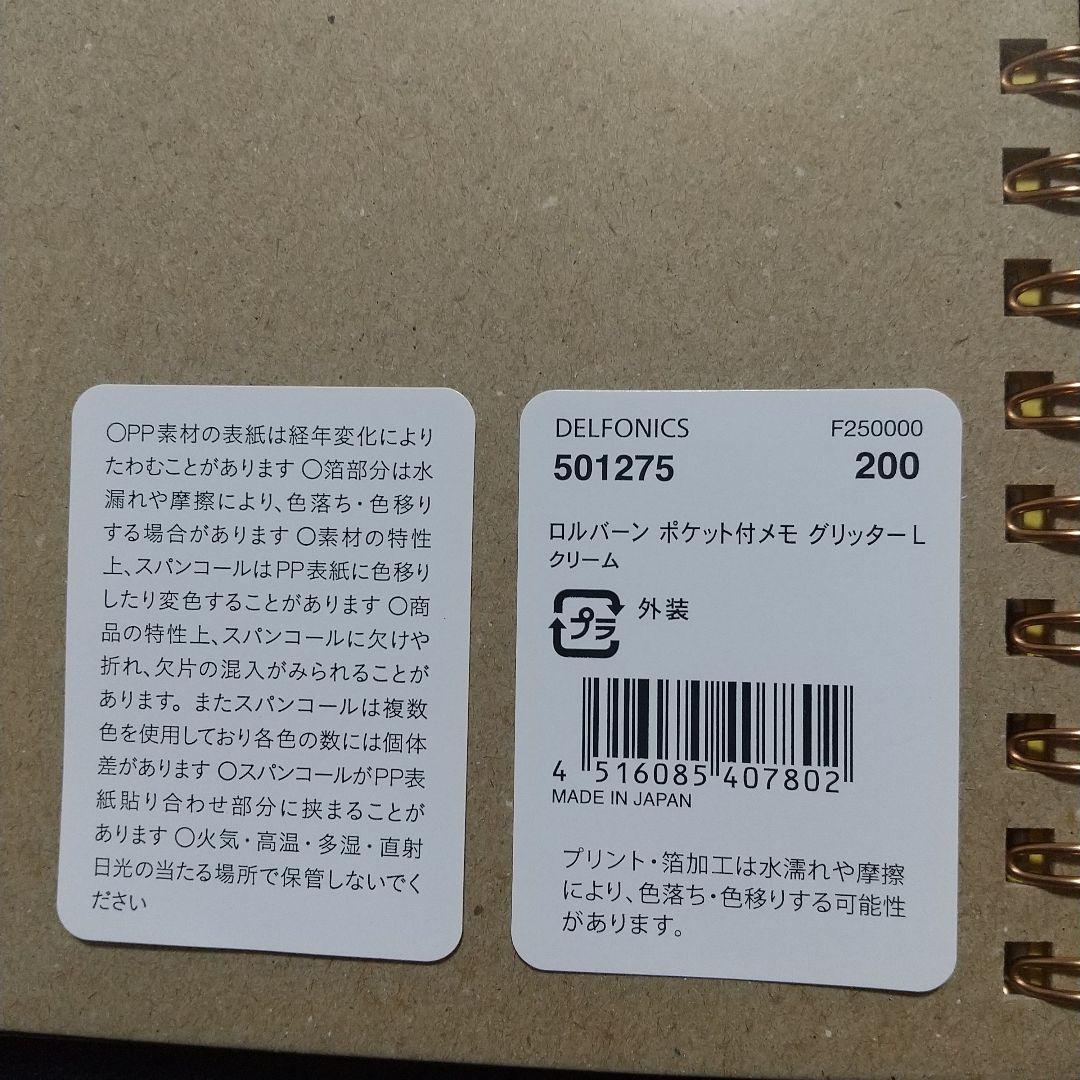 〇PP素材の表紙は経年変化により
たわむことがあります 〇箔部分は水
漏れや摩擦により、色落ち・色移り
する場合があります 〇素材の特性
上、スパンコールはPP表紙に色移り
したり変色することがあります 〇商
品の特性上、スパンコールに欠けや
折れ、欠片の混入がみられることが
あります。またスパンコールは複数
色を使用しており各色の数には個体
差があります 〇スパンコールがPP表
紙貼り合わせ部分に挟まることが
あります 〇火気・高温・多湿・直射
日光の当たる場所で保管しないでく
ださい
DELFONICS F250000
501275 200
ロルバーン ポケット付メモ グリッターL
クリーム
プラ 外装
4 516085 407802
MADE IN JAPAN
プリント・箔加工は水濡れや摩擦
により、色落ち・色移りする可能性
があります。